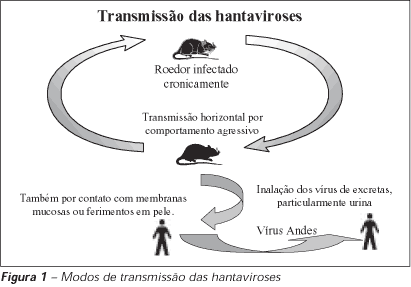 Transmissão das hantaviroses
Roedor infectado
cronicamente
Transmissão horizontal por
comportamento agressivo
Também por contato com membranas
mucosas ou ferimentos em pele.
Inalação dos vírus de excretas,
particularmente urina
Vírus Andes
Figura 1 – Modos de transmissão das hantaviroses